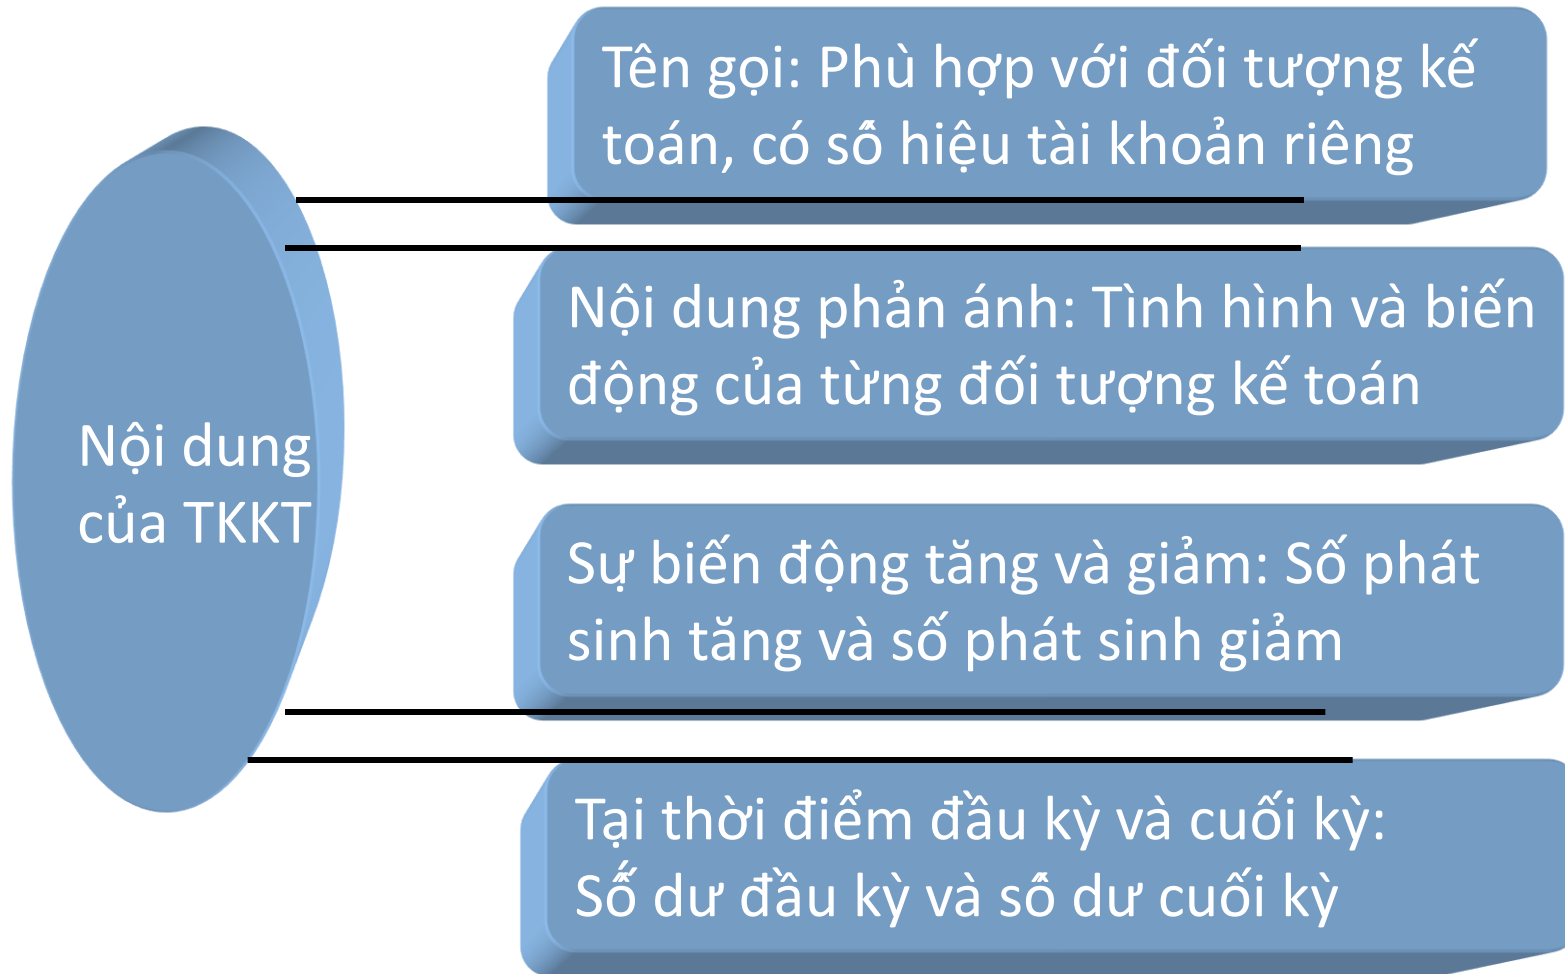 Tên gọi: Phù hợp với đối tượng kế
toán, có số hiệu tài khoản riêng
Nội dung phản ánh: Tình hình và biến
động của từng đối tượng kế toán
Nội dung
của TKKT
Sự biến động tăng và giảm: Số phát
sinh tăng và số phát sinh giảm
Tại thời điểm đầu kỳ và cuối kỳ:
Số dư đầu kỳ và số dư cuối kỳ